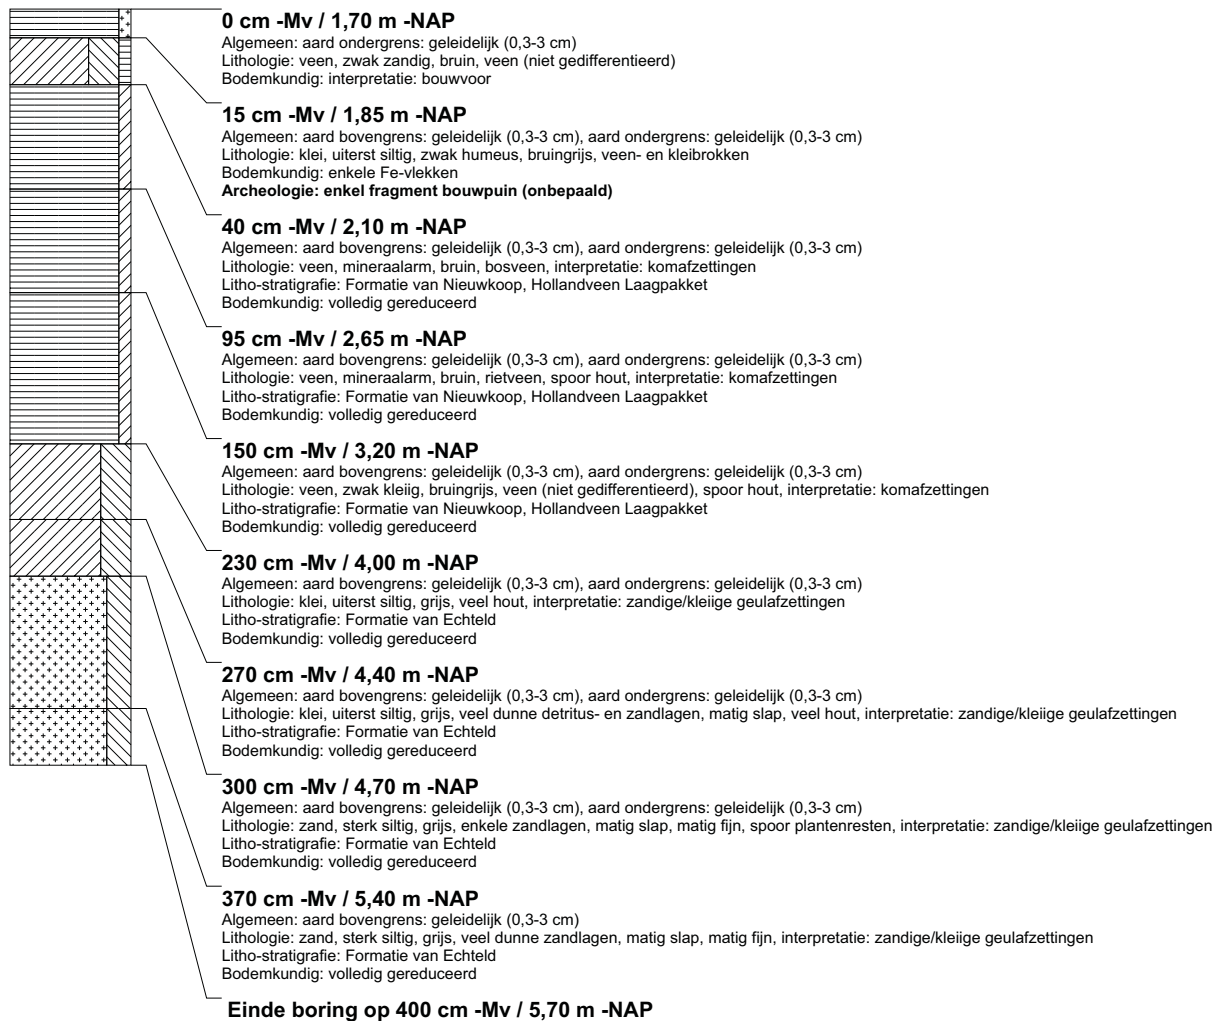 0 cm -Mv / 1,70 m -NAP
Algemeen: aard ondergrens: geleidelijk (0,3-3 cm)
Lithologie: veen, zwak zandig, bruin, veen (niet gedifferentieerd)
Bodemkundig: interpretatie: bouwvoor
15 cm -Mv / 1,85 m -NAP
Algemeen: aard bovengrens: geleidelijk (0,3-3 cm), aard ondergrens: geleidelijk (0,3-3 cm)
Lithologie: klei, uiterst siltig, zwak humeus, bruingrijs, veen- en kleibrokken
Bodemkundig: enkele Fe-vlekken
Archeologie: enkel fragment bouwpuin (onbepaald)
40 cm -Mv / 2,10 m -NAP
Algemeen: aard bovengrens: geleidelijk (0,3-3 cm), aard ondergrens: geleidelijk (0,3-3 cm)
Lithologie: veen, mineraalarm, bruin, bosveen, interpretatie: komafzettingen
Litho-stratigrafie: Formatie van Nieuwkoop, Hollandveen Laagpakket
Bodemkundig: volledig gereduceerd
95 cm -Mv / 2,65 m -NAP
Algemeen: aard bovengrens: geleidelijk (0,3-3 cm), aard ondergrens: geleidelijk (0,3-3 cm)
Lithologie: veen, mineraalarm, bruin, rietveen, spoor hout, interpretatie: komafzettingen
Litho-stratigrafie: Formatie van Nieuwkoop, Hollandveen Laagpakket
Bodemkundig: volledig gereduceerd
150 cm -Mv / 3,20 m -NAP
Algemeen: aard bovengrens: geleidelijk (0,3-3 cm), aard ondergrens: geleidelijk (0,3-3 cm)
Lithologie: veen, zwak kleiig, bruingrijs, veen (niet gedifferentieerd), spoor hout, interpretatie: komafzettingen
Litho-stratigrafie: Formatie van Nieuwkoop, Hollandveen Laagpakket
Bodemkundig: volledig gereduceerd
230 cm -Mv / 4,00 m -NAP
Algemeen: aard bovengrens: geleidelijk (0,3-3 cm), aard ondergrens: geleidelijk (0,3-3 cm)
Lithologie: klei, uiterst siltig, grijs, veel hout, interpretatie: zandige/kleiige geulafzettingen
Litho-stratigrafie: Formatie van Echteld
Bodemkundig: volledig gereduceerd
270 cm -Mv / 4,40 m -NAP
Algemeen: aard bovengrens: geleidelijk (0,3-3 cm), aard ondergrens: geleidelijk (0,3-3 cm)
Lithologie: klei, uiterst siltig, grijs, veel dunne detritus- en zandlagen, matig slap, veel hout, interpretatie: zandige/kleiige geulafzettingen
Litho-stratigrafie: Formatie van Echteld
Bodemkundig: volledig gereduceerd
300 cm -Mv / 4,70 m -NAP
Algemeen: aard bovengrens: geleidelijk (0,3-3 cm), aard ondergrens: geleidelijk (0,3-3 cm)
Lithologie: zand, sterk siltig, grijs, enkele zandlagen, matig slap, matig fijn, spoor plantenresten, interpretatie: zandige/kleiige geulafzettingen
Litho-stratigrafie: Formatie van Echteld
Bodemkundig: volledig gereduceerd
370 cm -Mv / 5,40 m -NAP
Algemeen: aard bovengrens: geleidelijk (0,3-3 cm)
Lithologie: zand, sterk siltig, grijs, veel dunne zandlagen, matig slap, matig fijn, interpretatie: zandige/kleiige geulafzettingen
Litho-stratigrafie: Formatie van Echteld
Bodemkundig: volledig gereduceerd
Einde boring op 400 cm -Mv / 5,70 m -NAP